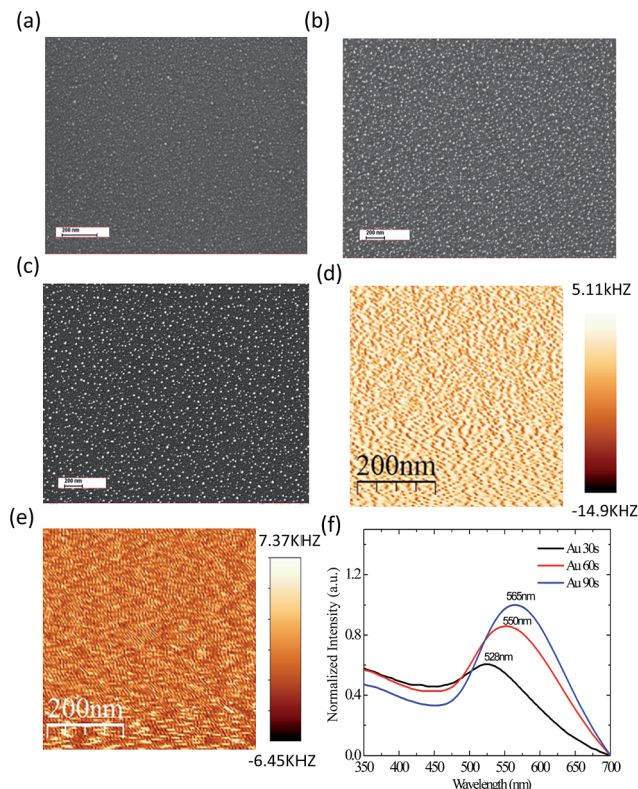 (a)
(b)
200 nm
200 nm
(c)
(d)
5.11kHZ
200 nm
200nm
-14.9KHZ
(e)
7.37KHZ
(f)
200nm
-6.45KHZ
Normalized Intensity (a.u.)
1.2
0.8
0.4
0.0
Au 30s
Au 60s
Au 90s
565nm
550nm
528nm
350 400 450 500 550 600 650 700
Wavelength (nm)